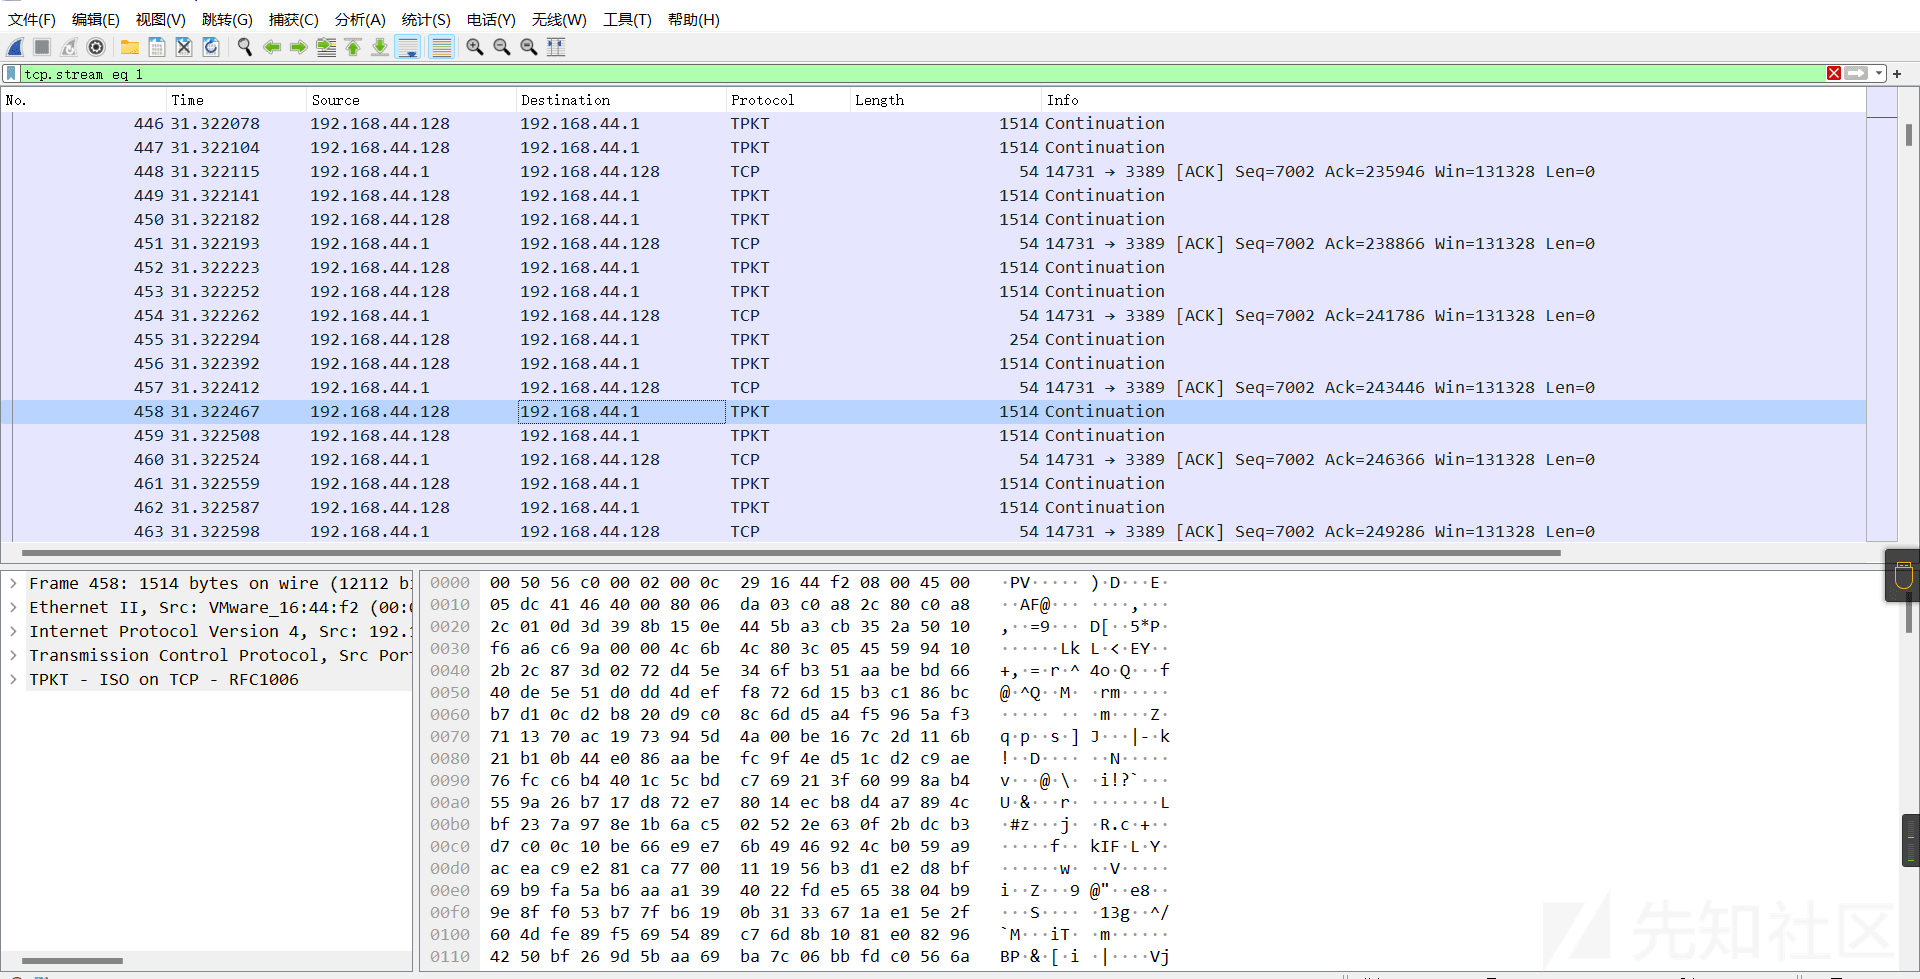 文件(F) 编辑(E) 视图(V) 跳转(G) 捕获(C) 分析(A) 统计(S) 电话(Y) 无线(W) 工具(T) 帮助(H)
tcp.stream eq 1
No. Time Source Destination Protocol Length Info
446 31.322078 192.168.44.128 192.168.44.1 TPKT 1514 Continuation
447 31.322104 192.168.44.128 192.168.44.1 TPKT 1514 Continuation
448 31.322115 192.168.44.1 192.168.44.128 TCP 54 14731 → 3389 [ACK] Seq=7002 Ack=235946 Win=131328 Len=0
449 31.322141 192.168.44.128 192.168.44.1 TPKT 1514 Continuation
450 31.322182 192.168.44.128 192.168.44.1 TPKT 1514 Continuation
451 31.322193 192.168.44.1 192.168.44.128 TCP 54 14731 → 3389 [ACK] Seq=7002 Ack=238866 Win=131328 Len=0
452 31.322223 192.168.44.128 192.168.44.1 TPKT 1514 Continuation
453 31.322252 192.168.44.128 192.168.44.1 TPKT 1514 Continuation
454 31.322262 192.168.44.1 192.168.44.128 TCP 54 14731 → 3389 [ACK] Seq=7002 Ack=241786 Win=131328 Len=0
455 31.322294 192.168.44.128 192.168.44.1 TPKT 254 Continuation
456 31.322392 192.168.44.128 192.168.44.1 TPKT 1514 Continuation
457 31.322412 192.168.44.1 192.168.44.128 TCP 54 14731 → 3389 [ACK] Seq=7002 Ack=243446 Win=131328 Len=0
458 31.322467 192.168.44.128 192.168.44.1 TPKT 1514 Continuation
459 31.322508 192.168.44.128 192.168.44.1 TPKT 1514 Continuation
460 31.322524 192.168.44.1 192.168.44.128 TCP 54 14731 → 3389 [ACK] Seq=7002 Ack=246366 Win=131328 Len=0
461 31.322559 192.168.44.128 192.168.44.1 TPKT 1514 Continuation
462 31.322587 192.168.44.128 192.168.44.1 TPKT 1514 Continuation
463 31.322598 192.168.44.1 192.168.44.128 TCP 54 14731 → 3389 [ACK] Seq=7002 Ack=249286 Win=131328 Len=0
Frame 458: 1514 bytes on wire (12112 bi
Ethernet II, Src: VMware_16:44:f2 (00:0
Internet Protocol Version 4, Src: 192.1
Transmission Control Protocol, Src Por
TPKT - ISO on TCP - RFC1006
0000 00 50 56 c0 00 02 00 0c 29 16 44 f2 08 00 45 00 ·PV····· )·D···E·
0010 05 dc 41 46 40 00 80 06 da 03 c0 a8 2c 80 c0 a8 ··AF@··· ····,···
0020 2c 01 0d 3d 39 8b 15 0e 44 5b a3 cb 35 2a 50 10 ,··=9··· D[··5*P·
0030 f6 a6 c6 9a 00 00 4c 6b 4c 80 3c 05 45 59 94 10 ······Lk L·<·EY··
0040 2b 2c 87 3d 02 72 d4 5e 34 6f b3 51 aa be bd 66 +,·=·r·^ 4o·Q···f
0050 40 de 5e 51 d0 dd 4d ef f8 72 6d 15 b3 c1 86 bc @·^Q··M· ·rm·····
0060 b7 d1 0c d2 b8 20 d9 c0 8c 6d d5 a4 f5 96 5a f3 ····· ·· ·m····Z·
0070 71 13 70 ac 19 73 94 5d 4a 00 be 16 7c 2d 11 6b q·p··s·] J···|-·k
0080 21 b1 0b 44 e0 86 aa be fc 9f 4e d5 1c d2 c9 ae !··D···· ··N·····
0090 76 fc c6 b4 40 1c 5c bd c7 69 21 3f 60 99 8a b4 v···@·\· ·i!?`···
00a0 55 9a 26 b7 17 d8 72 e7 80 14 ec b8 d4 a7 89 4c U·&···r· ·······L
00b0 bf 23 7a 97 8e 1b 6a c5 02 52 2e 63 0f 2b dc b3 ·#z···j· ·R.c·+··
00c0 d7 c0 0c 10 be 66 e9 e7 6b 49 46 92 4c b0 59 a9 ·····f·· kIF·L·Y·
00d0 ac ea c9 e2 81 ca 77 00 11 19 56 b3 d1 e2 d8 bf ······w· ··V·····
00e0 69 b9 fa 5a b6 aa a1 39 40 22 fd e5 65 38 04 b9 i··Z···9 @"··e8··
00f0 9e 8f f0 53 b7 7f b6 19 0b 31 33 67 1a e1 5e 2f ···S···· ·13g··^/
0100 60 4d fe 89 f5 69 54 89 c7 6d 8b 10 81 e0 82 96 `M···iT· ·m······
0110 42 50 bf 26 9d 5b aa 69 ba 7c 06 bb fd c0 56 6a BP·&·[·i ·|····Vj
先知社区